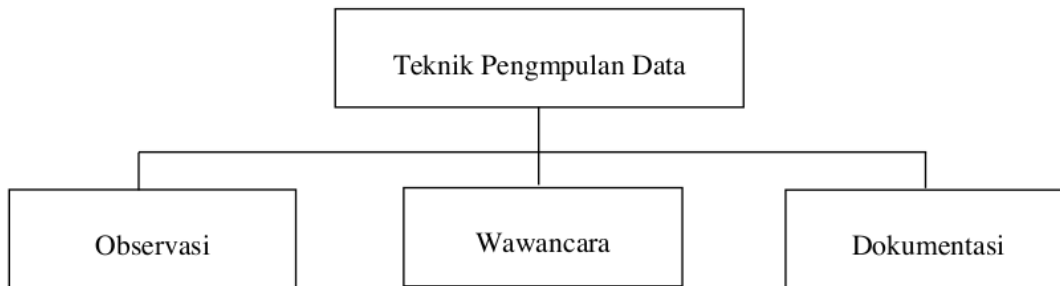 Teknik Pengmpulan Data
Observasi
Wawancara
Dokumentasi